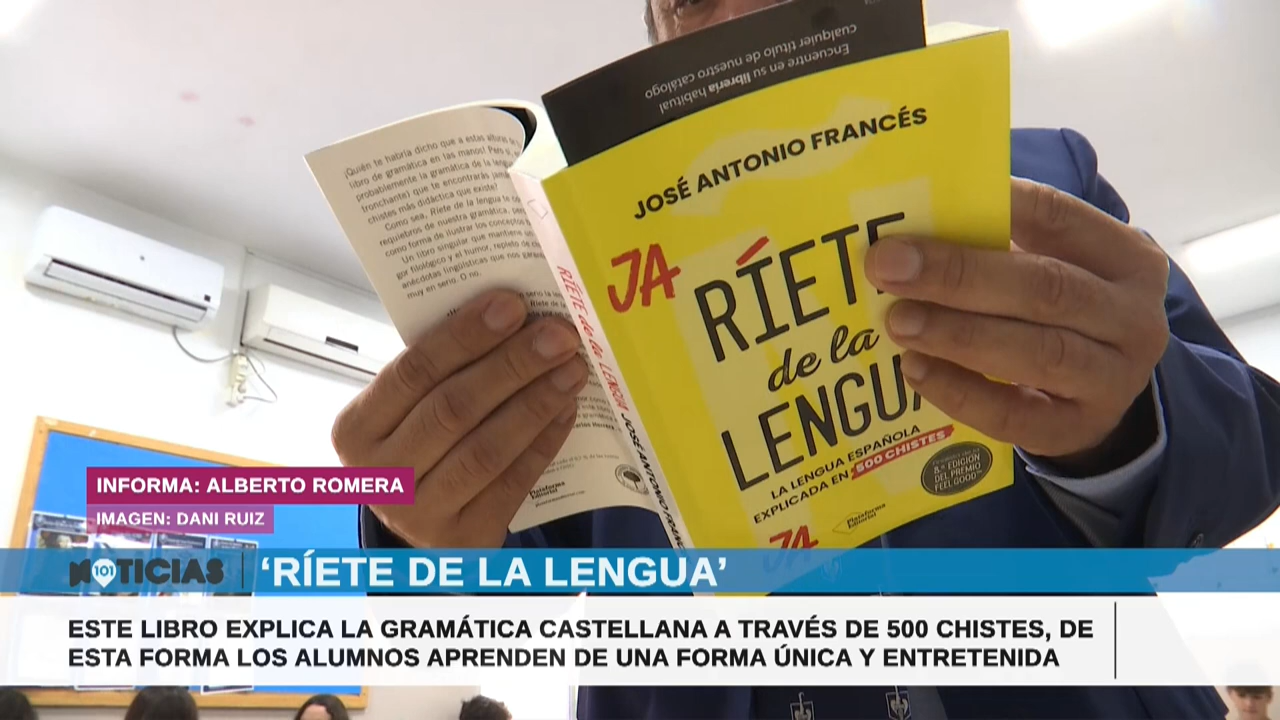 Encuentre en su librería habitual
cualquier título de nuestro catálogo
¿Quién te habría dicho que a estas alturas de
libro de gramática en las manos! Pero sí,
probablemente la gramática de la lengua
tronchante) que te encontrarás jamás
chistes más didáctica que existe?
Como sea, Ríete de la lengua te
requiebros de nuestra gramática,
como forma de ilustrar los conceptos
Un libro singular que mantiene
gor filológico y el humor, repleto de
anécdotas lingüísticas que nos
muy en serio. O no.
JOSÉ ANTONIO FRANCÉS
JA
RÍETE
de la
LENGUA
LA LENGUA ESPAÑOLA
EXPLICADA EN 500 CHISTES
8.ª EDICIÓN
DEL PREMIO
FEEL GOOD
Plataforma
Editorial
JA
RÍETE de la LENGUA JOSÉ ANTONIO
Plataforma
Editorial
INFORMA: ALBERTO ROMERA
IMAGEN: DANI RUIZ
NOTICIAS
101
‘RÍETE DE LA LENGUA’
ESTE LIBRO EXPLICA LA GRAMÁTICA CASTELLANA A TRAVÉS DE 500 CHISTES, DE
ESTA FORMA LOS ALUMNOS APRENDEN DE UNA FORMA ÚNICA Y ENTRETENIDA